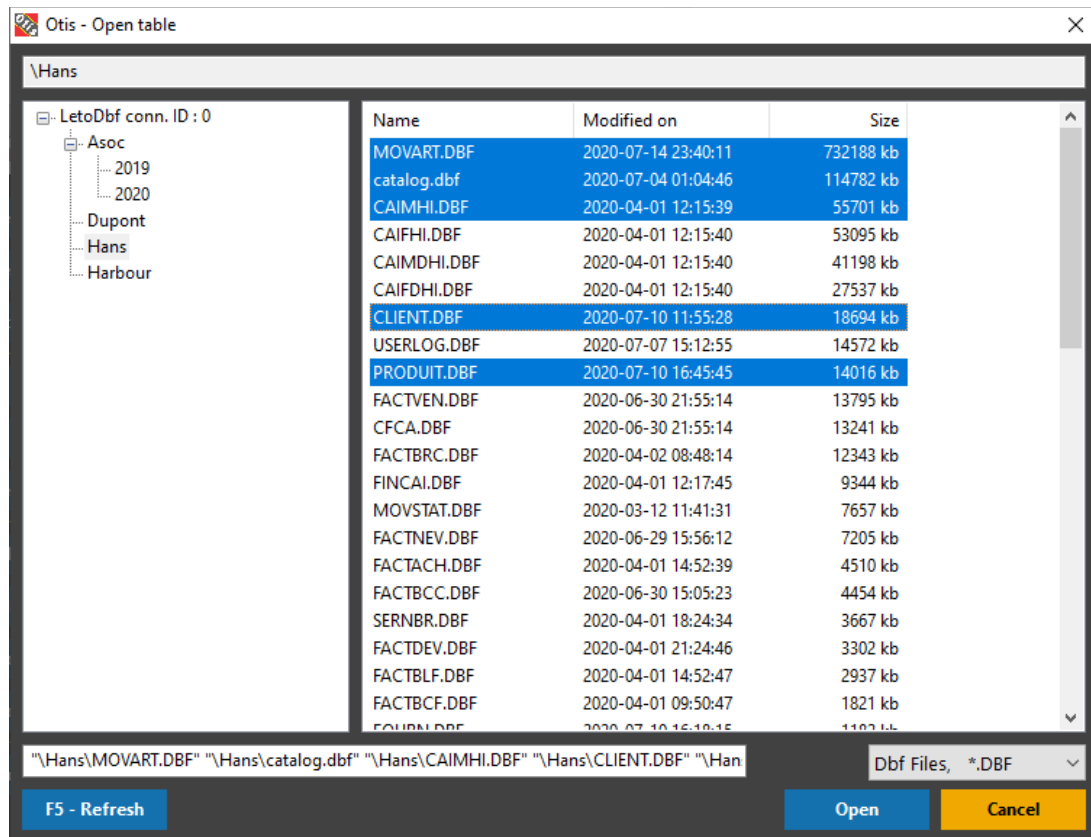 Otis - Open table
\Hans
LetoDbf conn. ID : 0
Asoc
2019
2020
Dupont
Hans
Harbour
Name Modified on Size
MOVART.DBF 2020-07-14 23:40:11 732188 kb
catalog.dbf 2020-07-04 01:04:46 114782 kb
CAIMHI.DBF 2020-04-01 12:15:39 55701 kb
CAIFHI.DBF 2020-04-01 12:15:40 53095 kb
CAIMDHI.DBF 2020-04-01 12:15:40 41198 kb
CAIFDHI.DBF 2020-04-01 12:15:40 27537 kb
CLIENT.DBF 2020-07-10 11:55:28 18694 kb
USERLOG.DBF 2020-07-07 15:12:55 14572 kb
PRODUIT.DBF 2020-07-10 16:45:45 14016 kb
FACTVEN.DBF 2020-06-30 21:55:14 13795 kb
CFCA.DBF 2020-06-30 21:55:14 13241 kb
FACTBRC.DBF 2020-04-02 08:48:14 12343 kb
FINCAI.DBF 2020-04-01 12:17:45 9344 kb
MOVSTAT.DBF 2020-03-12 11:41:31 7657 kb
FACTNEV.DBF 2020-06-29 15:56:12 7205 kb
FACTACH.DBF 2020-04-01 14:52:39 4510 kb
FACTBCC.DBF 2020-06-30 15:05:23 4454 kb
SERNBR.DBF 2020-04-01 18:24:34 3667 kb
FACTDEV.DBF 2020-04-01 21:24:46 3302 kb
FACTBLF.DBF 2020-04-01 14:52:47 2937 kb
FACTBCF.DBF 2020-04-01 09:50:47 1821 kb
"\Hans\MOVART.DBF" "\Hans\catalog.dbf" "\Hans\CAIMHI.DBF" "\Hans\CLIENT.DBF" "\Han
Dbf Files, *.DBF
F5 - Refresh Open Cancel